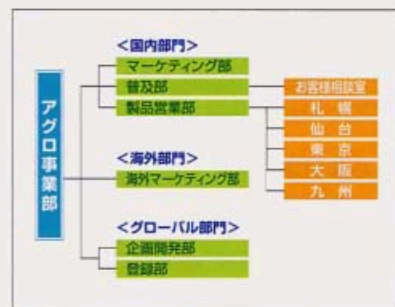 アグロ事業部
<国内部門>
マーケティング部
普及部
製品営業部
お客様相談室
札幌
仙台
東京
大阪
九州
<海外部門>
海外マーケティング部
<グローバル部門>
企画開発部
登録部